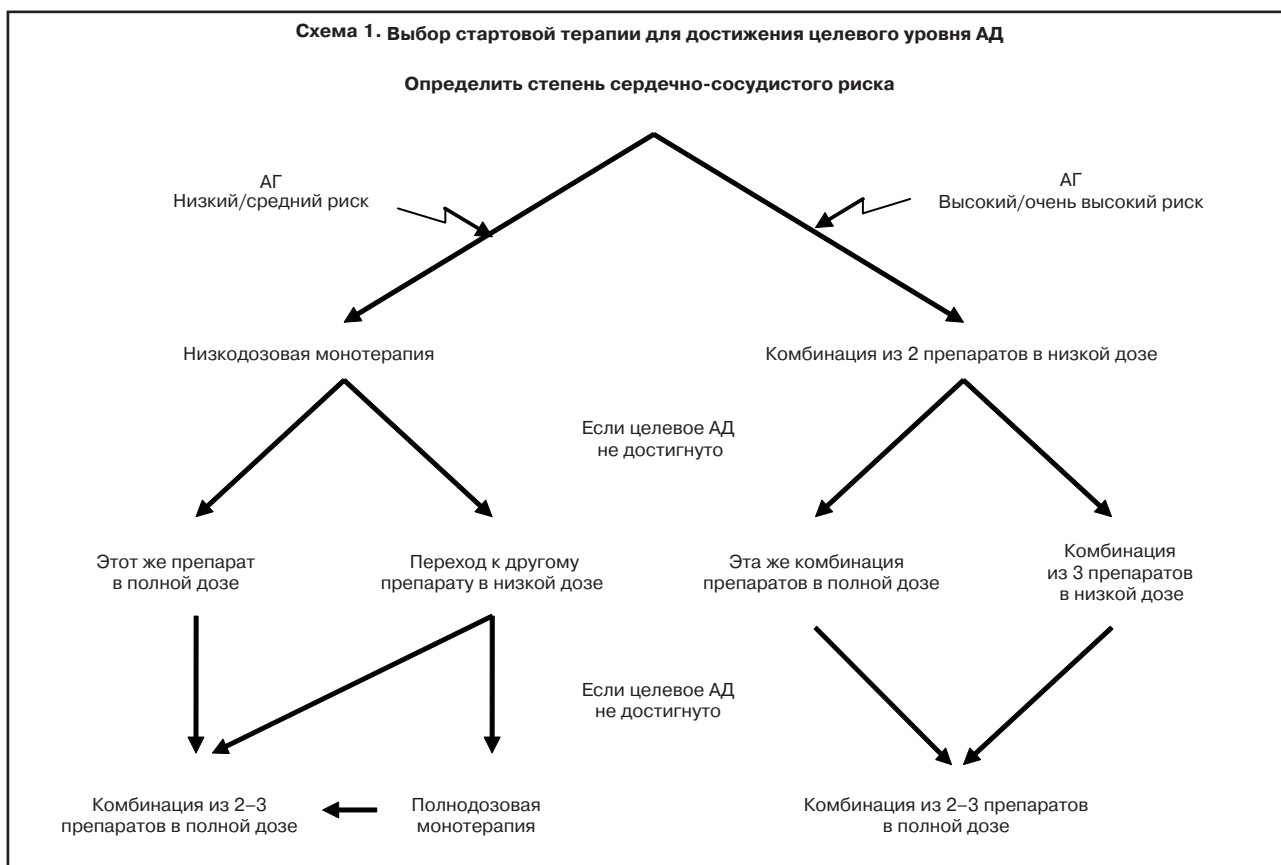 Схема 1. Выбор стартовой терапии для достижения целевого уровня АД
Определить степень сердечно-сосудистого риска
АГ
Низкий/средний риск
АГ
Высокий/очень высокий риск
Низкодозовая монотерапия
Комбинация из 2 препаратов в низкой дозе
Если целевое АД
не достигнуто
Этот же препарат
в полной дозе
Переход к другому
препарату в низкой дозе
Эта же комбинация
препаратов в полной дозе
Комбинация
из 3 препаратов
в низкой дозе
Если целевое АД
не достигнуто
Комбинация из 2–3
препаратов в полной дозе
Полнодозовая
монотерапия
Комбинация из 2–3 препаратов
в полной дозе